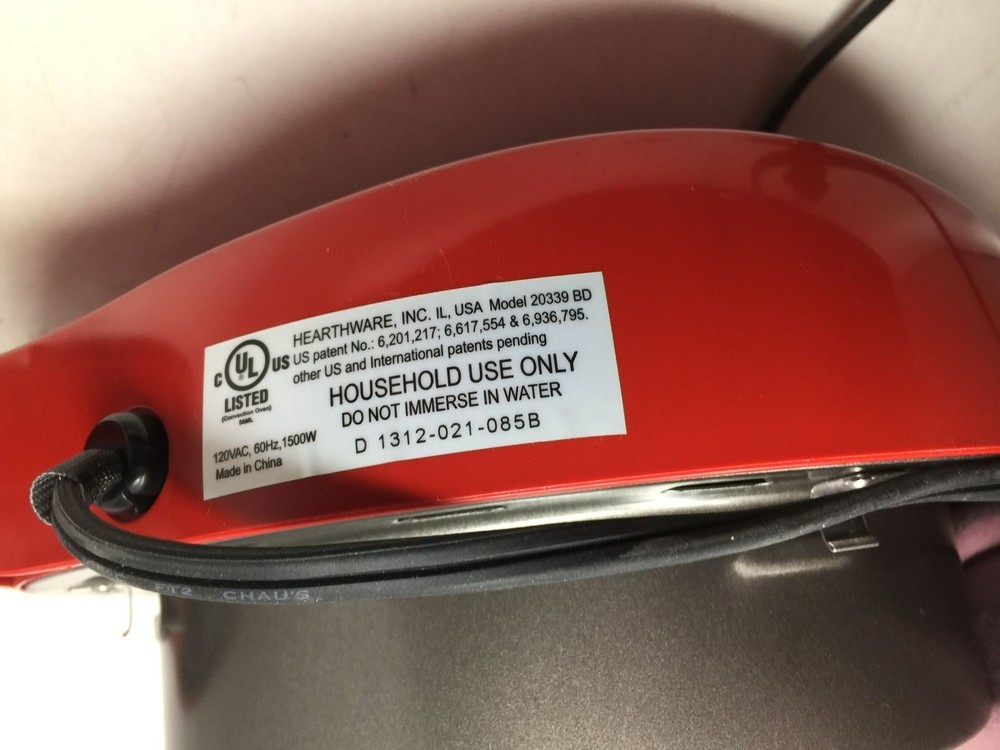 HEARTHWARE, INC. IL, USA Model 20339 BD
US patent No.: 6,201,217; 6,617,554 & 6,936,795.
other US and International patents pending
HOUSEHOLD USE ONLY
DO NOT IMMERSE IN WATER
D 1312-021-085B
C UL US
LISTED
(Convection Oven)
56ML
120VAC, 60Hz,1500W
Made in China
CHAU'S